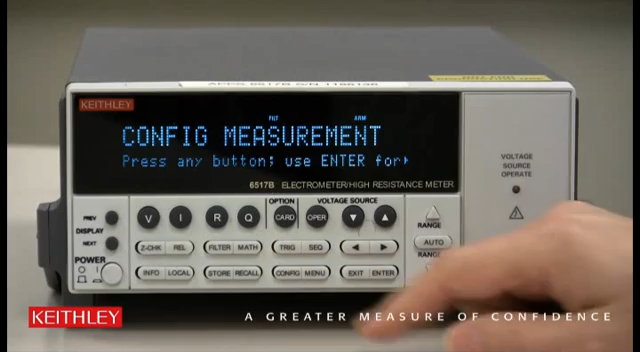 KEITHLEY
FILT ARM
CONFIG MEASUREMENT
Press any button; use ENTER for
6517B ELECTROMETER/HIGH RESISTANCE METER
VOLTAGE
SOURCE
OPERATE
PREV
DISPLAY
NEXT
POWER
OPTION
VOLTAGE SOURCE
V I R Q CARD OPER
RANGE
AUTO
RANGE
Z-CHK REL FILTER MATH TRIG SEQ
INFO LOCAL STORE RECALL CONFIG MENU EXIT ENTER
KEITHLEY
A GREATER MEASURE OF CONFIDENCE